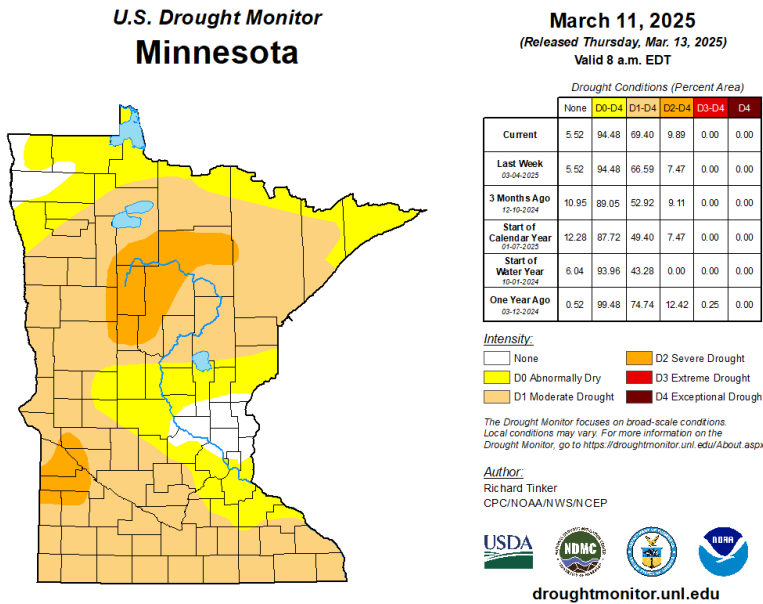 U.S. Drought Monitor
Minnesota
March 11, 2025
(Released Thursday, Mar. 13, 2025)
Valid 8 a.m. EDT
Drought Conditions (Percent Area)
None D0-D4 D1-D4 D2-D4 D3-D4 D4
Current 5.52 94.48 69.40 9.89 0.00 0.00
Last Week
03-04-2025 5.52 94.48 66.59 7.47 0.00 0.00
3 Months Ago
12-10-2024 10.95 89.05 52.92 9.11 0.00 0.00
Start of
Calendar Year
01-07-2025 12.28 87.72 49.40 7.47 0.00 0.00
Start of
Water Year
10-01-2024 6.04 93.96 43.28 0.00 0.00 0.00
One Year Ago
03-12-2024 0.52 99.48 74.74 12.42 0.25 0.00
Intensity:
None
D0 Abnormally Dry
D1 Moderate Drought
D2 Severe Drought
D3 Extreme Drought
D4 Exceptional Drough
The Drought Monitor focuses on broad-scale conditions.
Local conditions may vary. For more information on the
Drought Monitor, go to https://droughtmonitor.unl.edu/About.aspx
Author:
Richard Tinker
CPC/NOAA/NWS/NCEP
USDA
NDMC
NOAA
droughtmonitor.unl.edu